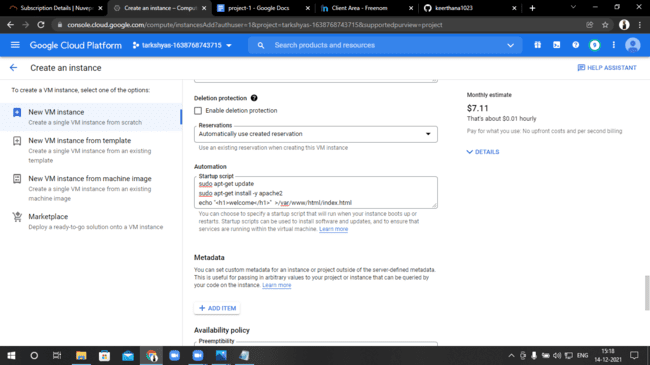 Subscription Details | Nuvep
Create an instance – Compu
project-1 - Google Docs
Client Area - Freenom
keerthana1023
console.cloud.google.com/compute/instancesAdd?authuser=1&project=tarkshyas-1638768743715&supportedpurview=project
Google Cloud Platform
tarkshyas-1638768743715
Search products and resources
9
Create an instance
HELP ASSISTANT
To create a VM instance, select one of the options:
New VM instance
Create a single VM instance from scratch
New VM instance from template
Create a single VM instance from an existing
template
New VM instance from machine image
Create a single VM instance from an existing
machine image
Marketplace
Deploy a ready-to-go solution onto a VM instance
Deletion protection
Enable deletion protection
Reservations
Automatically use created reservation
Use an existing reservation when creating this VM instance
Automation
Startup script
sudo apt-get update
sudo apt-get install -y apache2
echo "<h1>welcome</h1>" >/var/www/html/index.html
You can choose to specify a startup script that will run when your instance boots up or
restarts. Startup scripts can be used to install software and updates, and to ensure that
services are running within the virtual machine. Learn more
Metadata
You can set custom metadata for an instance or project outside of the server-defined metadata.
This is useful for passing in arbitrary values to your project or instance that can be queried by
your code on the instance. Learn more
ADD ITEM
Availability policy
Preemptibility
Monthly estimate
$7.11
That's about $0.01 hourly
Pay for what you use: No upfront costs and per second billing
DETAILS
ENG
15:18
14-12-2021